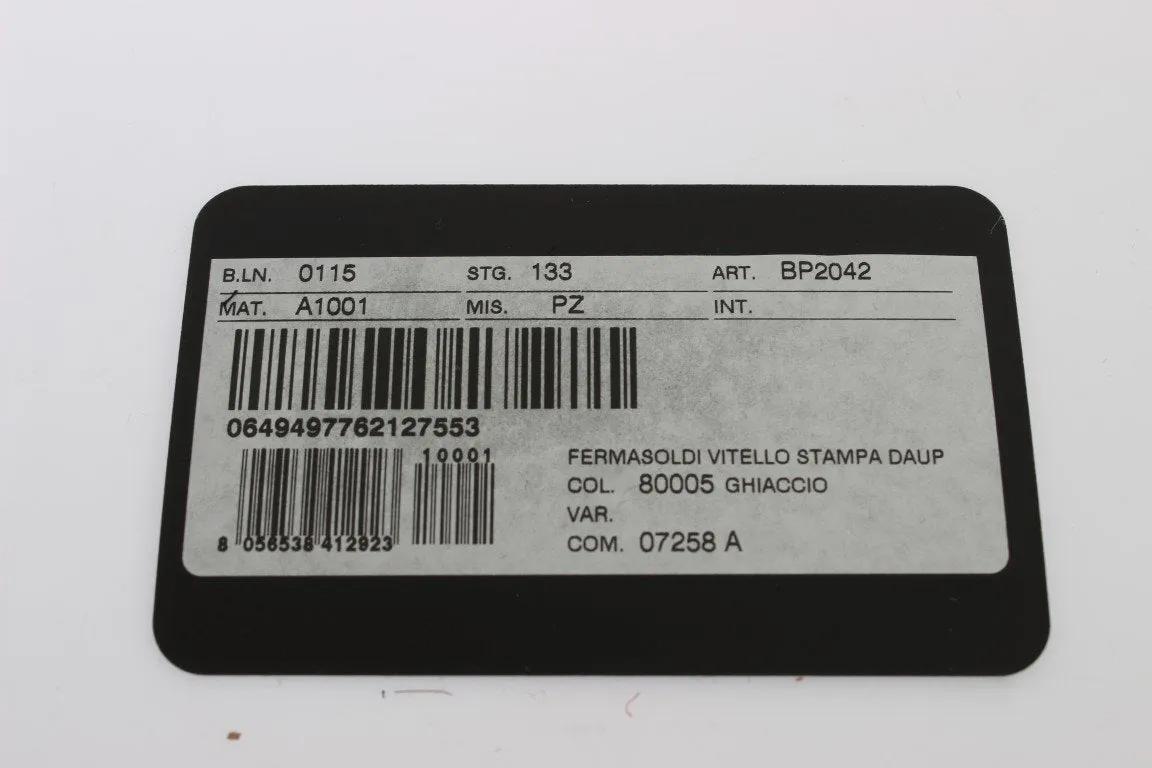 B.LN. 0115 STG. 133 ART. BP2042
MAT. A1001 MIS. PZ INT.
0649497762127553
10001
8 056538 412923
FERMASOLDI VITELLO STAMPA DAUP
COL. 80005 GHIACCIO
VAR.
COM. 07258 A